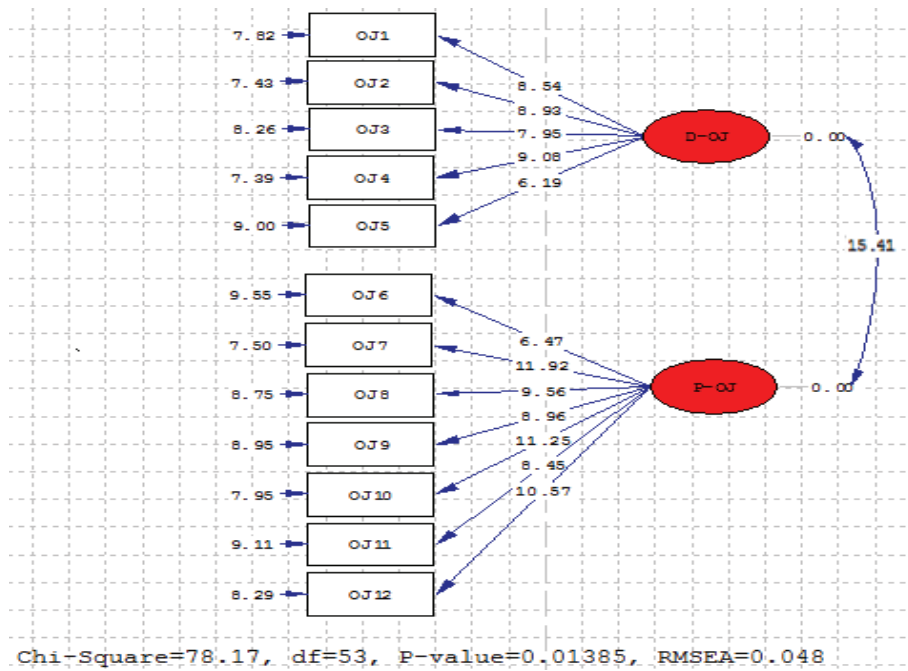 7.82 OJ1
8.54
7.43 OJ2
8.93
8.26 OJ3 7.95 D-OJ 0.00
7.39 OJ4 9.08
6.19
9.00 OJ5
15.41
9.55 OJ6
6.47
7.50 OJ7
11.92
8.75 OJ8 9.56 P-OJ 0.00
8.96
8.95 OJ9 11.25
8.45
7.95 OJ10 10.57
9.11 OJ11
8.29 OJ12
Chi-Square=78.17, df=53, P-value=0.01385, RMSEA=0.048